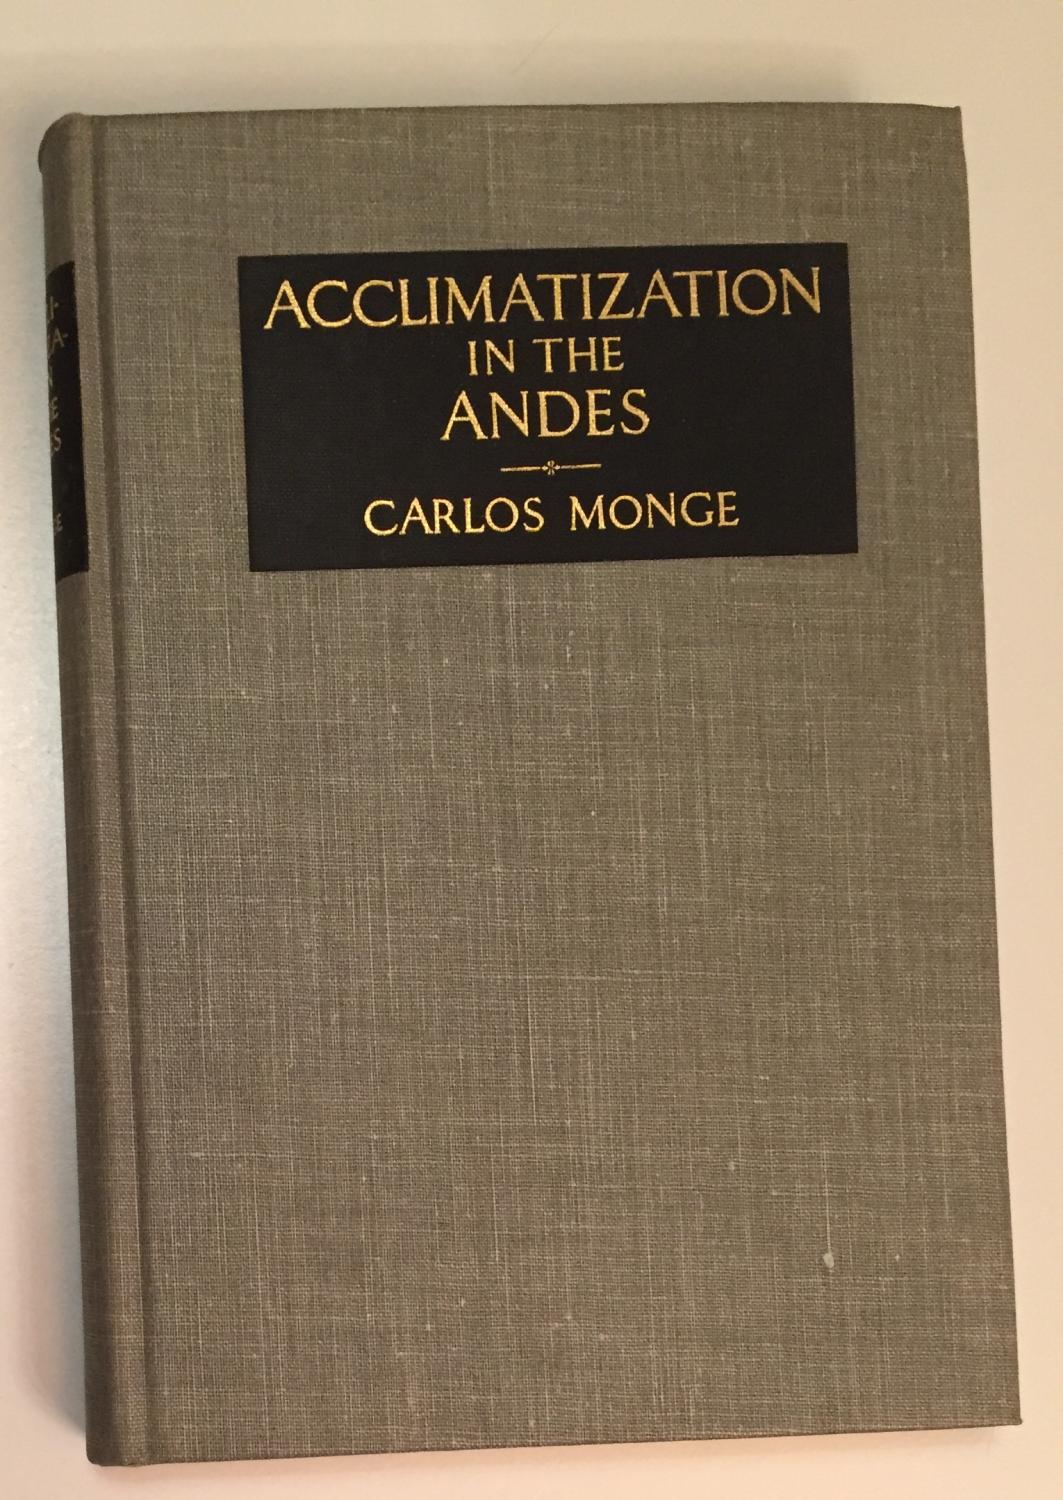 ACCLIMATIZATION
IN THE
ANDES
CARLOS MONGE